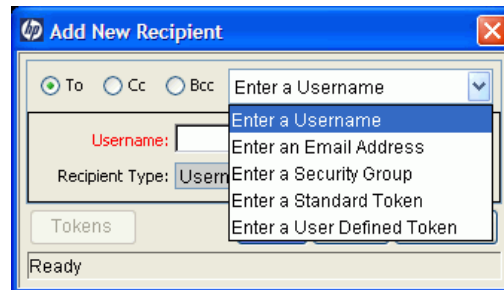 hp Add New Recipient
To Cc Bcc Enter a Username
Enter a Username
Username:
Enter an Email Address
Recipient Type:
Enter a Security Group
Enter a Standard Token
Tokens
Enter a User Defined Token
Ready